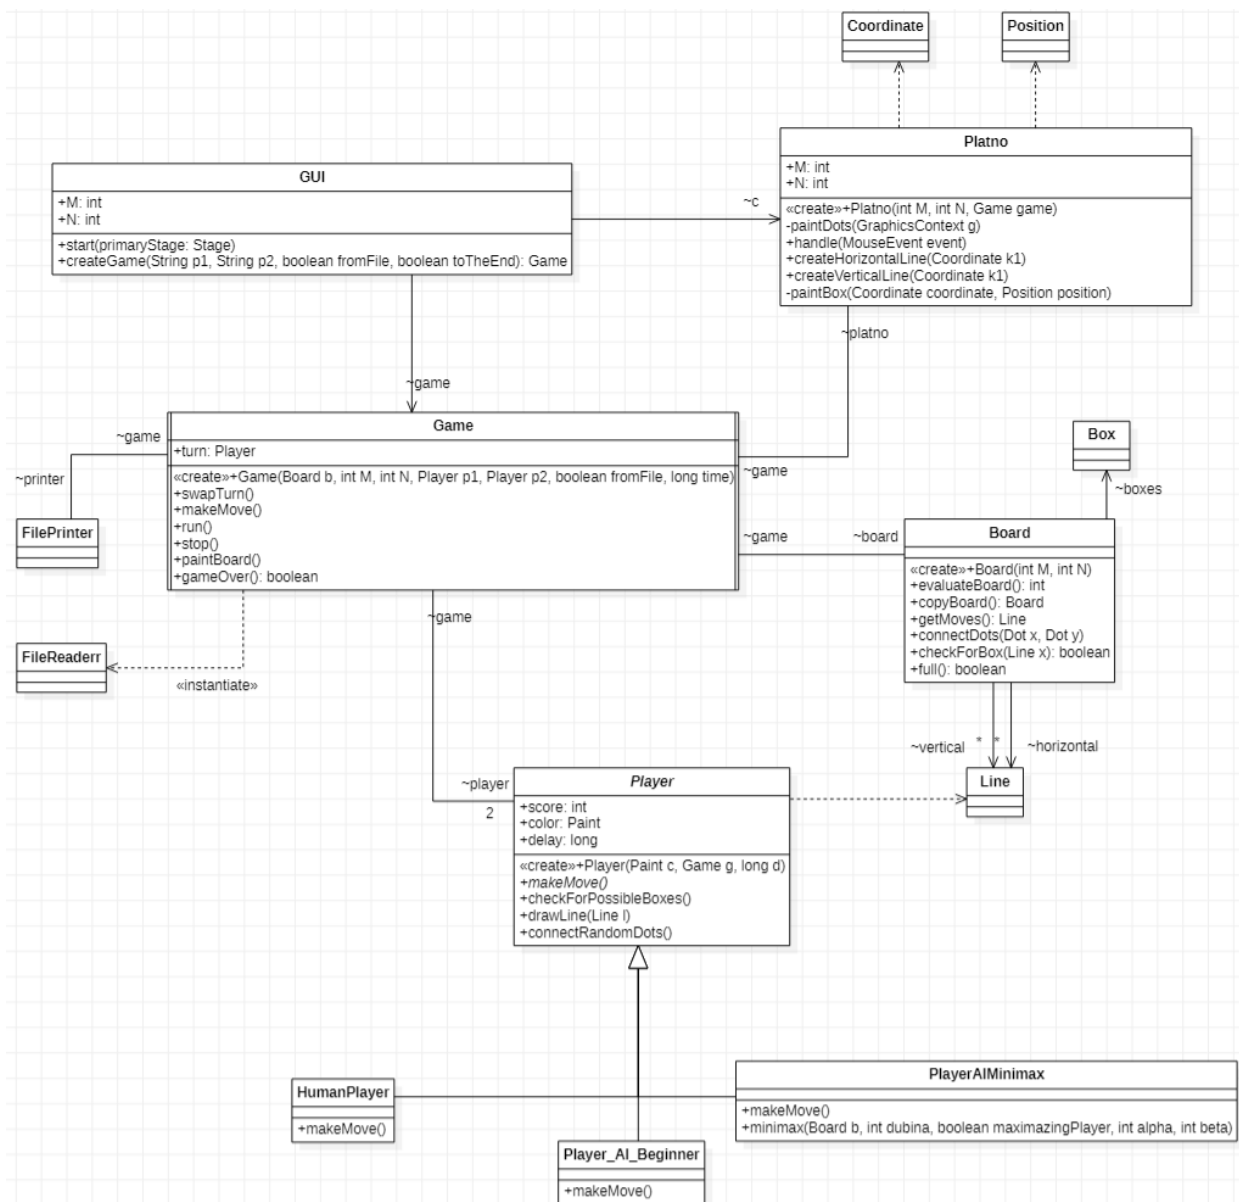 Coordinate
Position
Platno
+M: int
+N: int
«create»+Platno(int M, int N, Game game)
-paintDots(GraphicsContext g)
+handle(MouseEvent event)
+createHorizontalLine(Coordinate k1)
+createVerticalLine(Coordinate k1)
-paintBox(Coordinate coordinate, Position position)
GUI
+M: int
+N: int
+start(primaryStage: Stage)
+createGame(String p1, String p2, boolean fromFile, boolean toTheEnd): Game
~c
~platno
~game
Game
+turn: Player
«create»+Game(Board b, int M, int N, Player p1, Player p2, boolean fromFile, long time)
+swapTurn()
+makeMove()
+run()
+stop()
+paintBoard()
+gameOver(): boolean
~game
~printer
FilePrinter
~game
Box
~boxes
~game
~board
Board
«create»+Board(int M, int N)
+evaluateBoard(): int
+copyBoard(): Board
+getMoves(): Line
+connectDots(Dot x, Dot y)
+checkForBox(Line x): boolean
+full(): boolean
FileReaderr
«instantiate»
~game
~vertical
*
*
~horizontal
Line
~player
2
Player
+score: int
+color: Paint
+delay: long
«create»+Player(Paint c, Game g, long d)
+makeMove()
+checkForPossibleBoxes()
+drawLine(Line l)
+connectRandomDots()
HumanPlayer
+makeMove()
PlayerAIMinimax
+makeMove()
+minimax(Board b, int dubina, boolean maximazingPlayer, int alpha, int beta)
Player_AI_Beginner
+makeMove()